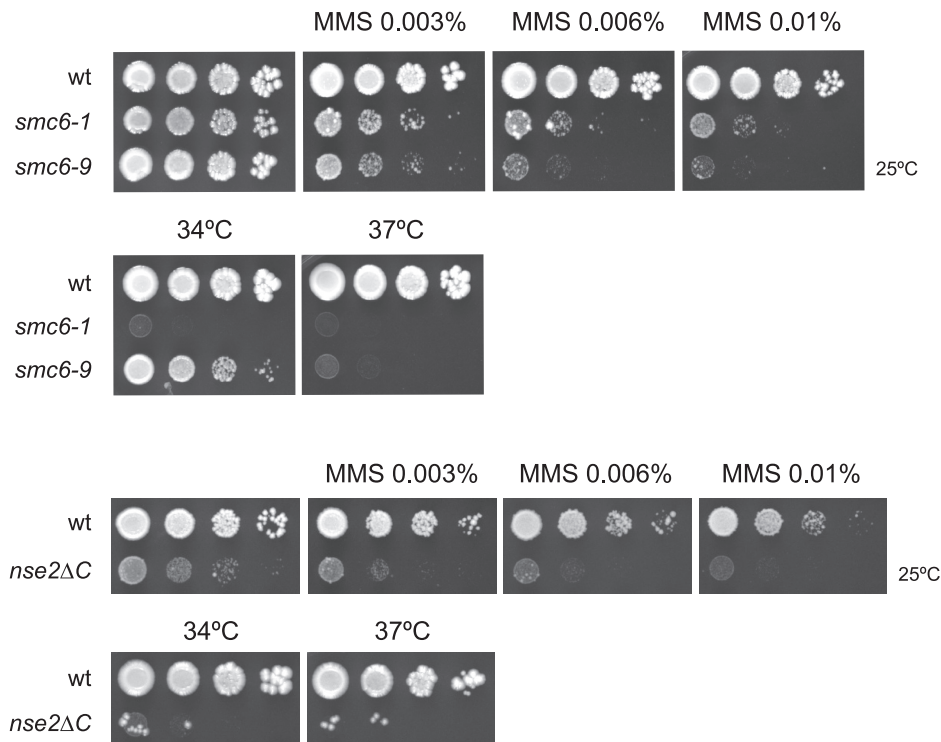 MMS 0.003% MMS 0.006% MMS 0.01%
wt
smc6-1
smc6-9 25ºC
34ºC 37ºC
wt
smc6-1
smc6-9
MMS 0.003% MMS 0.006% MMS 0.01%
wt
nse2ΔC 25ºC
34ºC 37ºC
wt
nse2ΔC